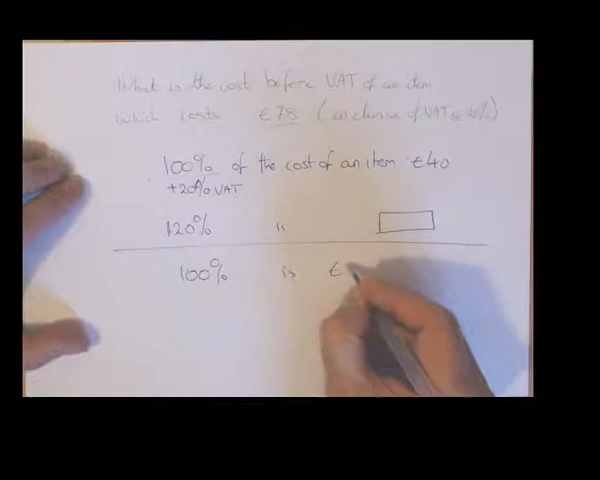 What is the cost before VAT of an item
which costs £78 (inclusive of VAT @ 20%)
100% of the cost of an item £40
+20% VAT
120% "
100% is £